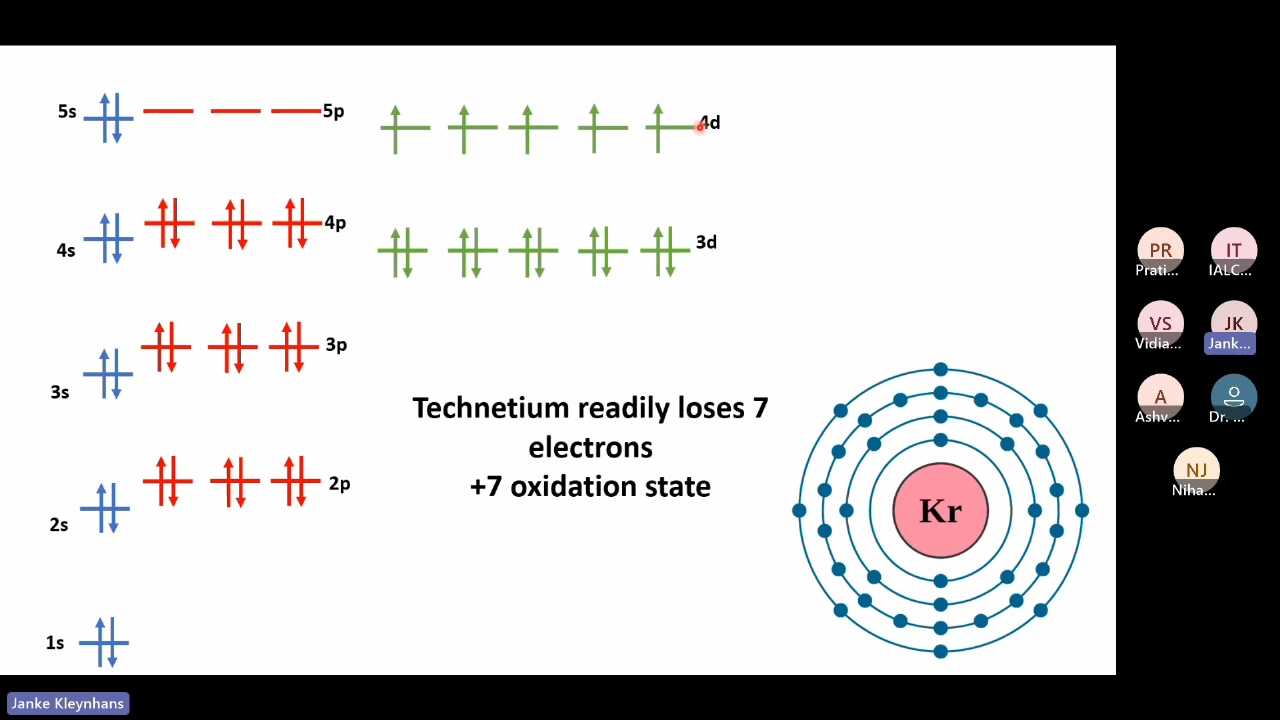 5s
5p
4d
4s
4p
3d
3s
3p
2s
2p
1s
Technetium readily loses 7
electrons
+7 oxidation state
Kr
PR
Prati...
IT
IALC...
VS
Vidia...
JK
Jank...
A
Ashv...
Dr. ...
NJ
Niha...
Janke Kleynhans